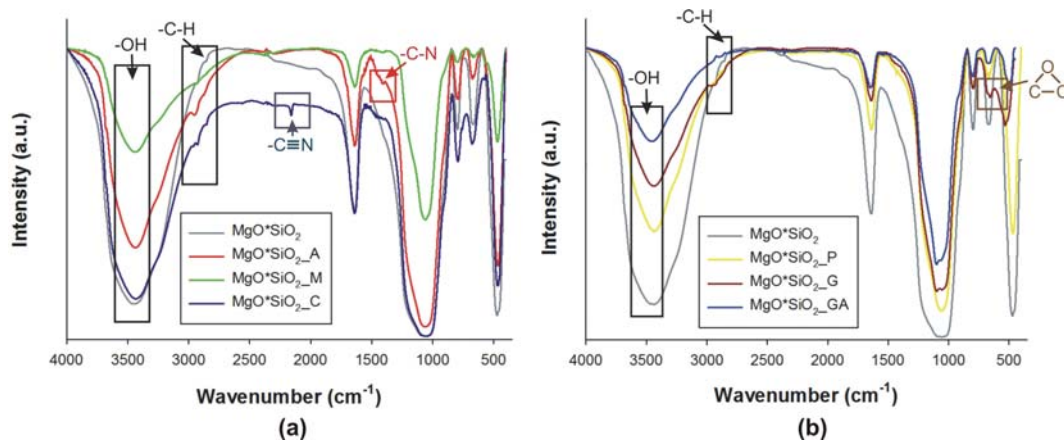 -C-H
-OH
-C-N
-C≡N
Intensity (a.u.)
MgO*SiO₂
MgO*SiO₂_A
MgO*SiO₂_M
MgO*SiO₂_C
4000 3500 3000 2500 2000 1500 1000 500
Wavenumber (cm⁻¹)
(a)
-C-H
-OH
O
C-C
Intensity (a.u.)
MgO*SiO₂
MgO*SiO₂_P
MgO*SiO₂_G
MgO*SiO₂_GA
4000 3500 3000 2500 2000 1500 1000 500
Wavenumber (cm⁻¹)
(b)